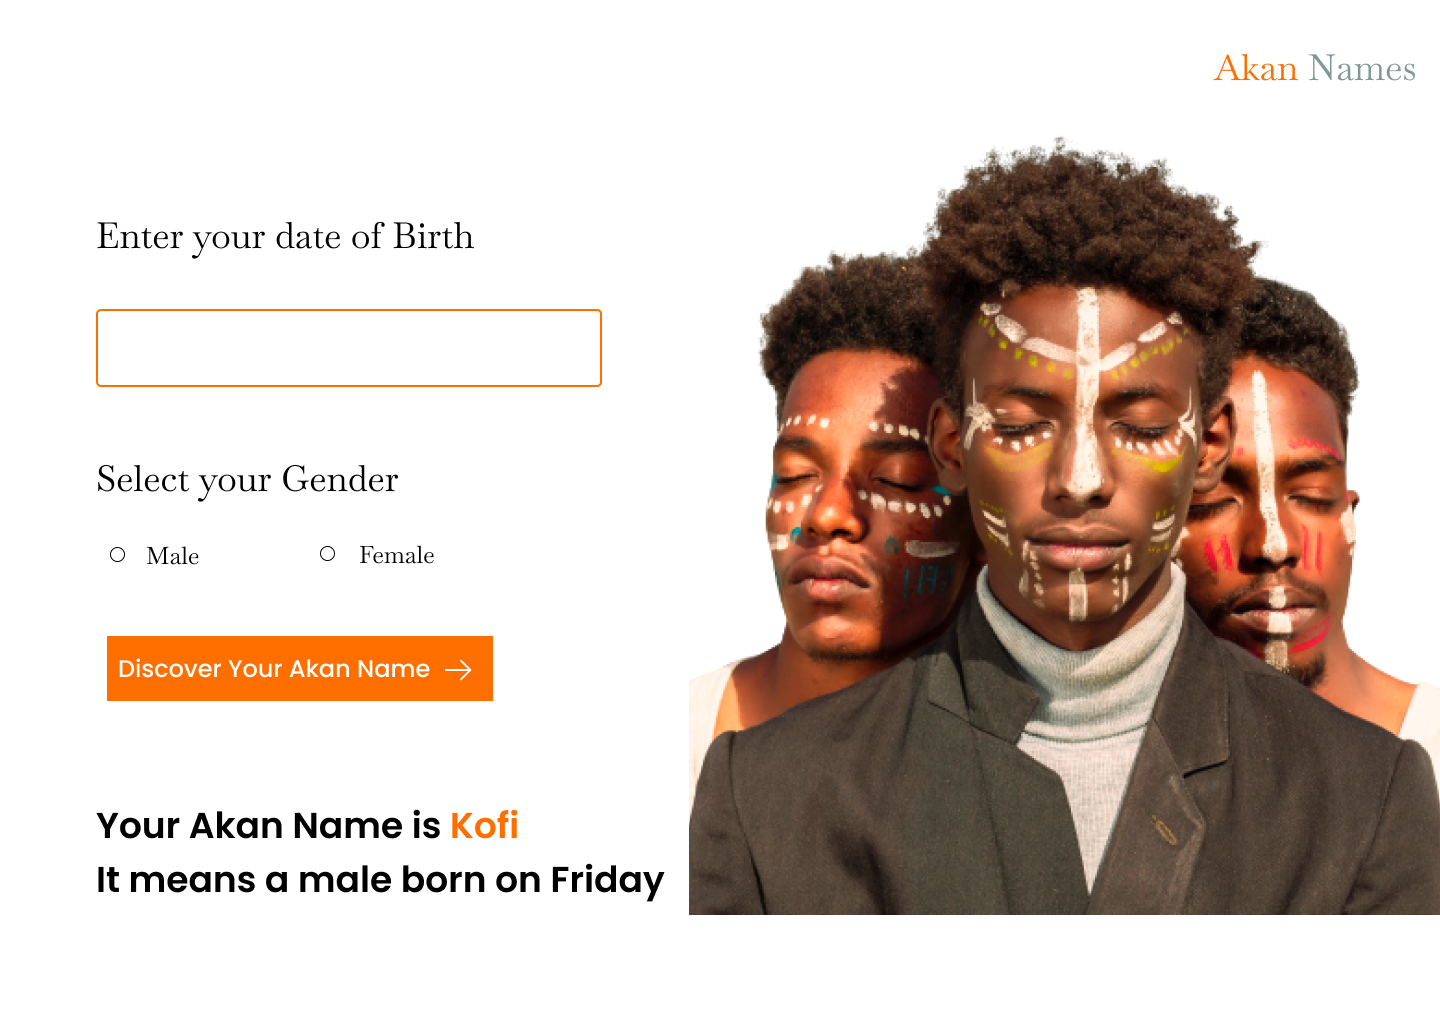 Akan Names
Enter your date of Birth
Select your Gender
Male
Female
Discover Your Akan Name →
Your Akan Name is Kofi
It means a male born on Friday